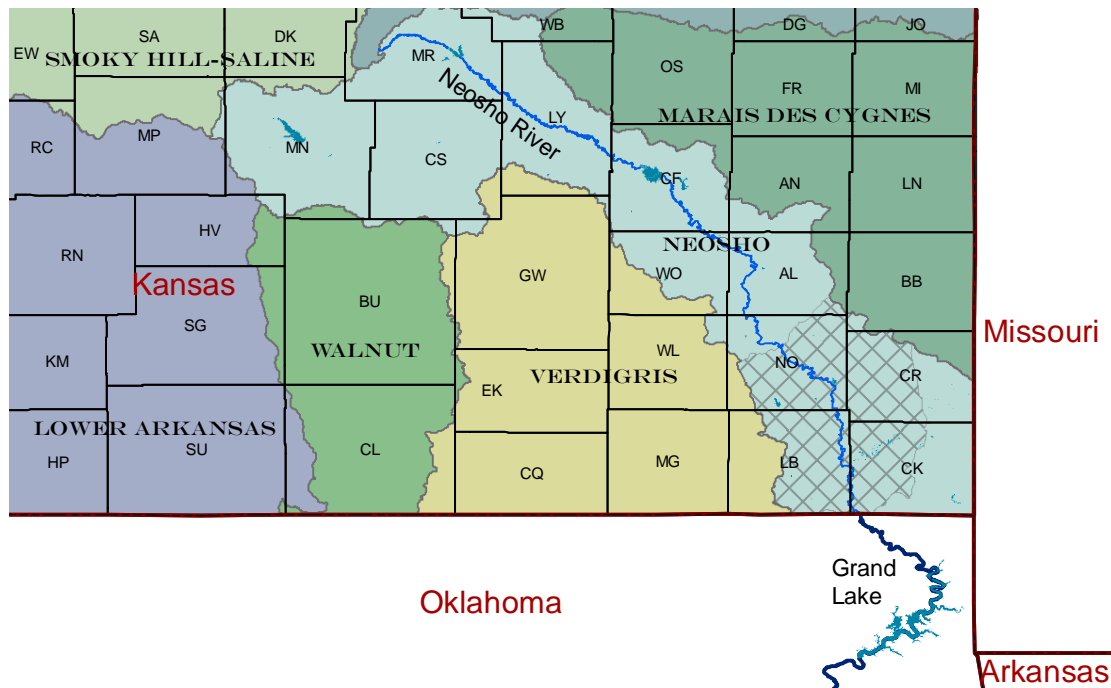 WB
DG
JO
SA
DK
EW
SMOKY HILL-SALINE
MR
OS
FR
MI
Neosho River
LY
MARAIS DES CYGNES
RC
MP
MN
CS
CF
AN
LN
HV
NEOSHO
RN
Kansas
GW
WO
AL
BB
BU
SG
Missouri
KM
WALNUT
WL
NO
VERDIGRIS
CR
EK
LOWER ARKANSAS
HP
SU
CL
CQ
MG
LB
CK
Grand
Lake
Oklahoma
Arkansas